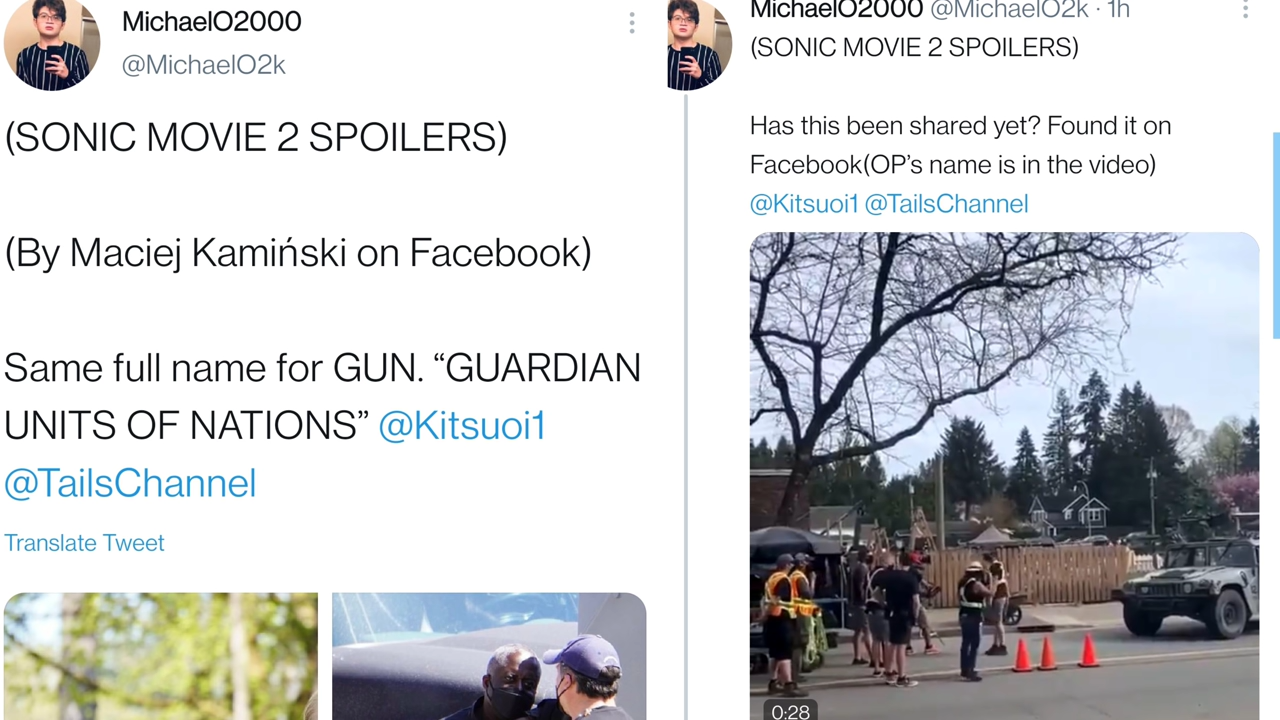 MichaelO2000
@MichaelO2k
(SONIC MOVIE 2 SPOILERS)
(By Maciej Kamiński on Facebook)
Same full name for GUN. “GUARDIAN
UNITS OF NATIONS” @Kitsuoi1
@TailsChannel
Translate Tweet
MichaelO2000 @MichaelO2k · 1h
(SONIC MOVIE 2 SPOILERS)
Has this been shared yet? Found it on
Facebook(OP’s name is in the video)
@Kitsuoi1 @TailsChannel
0:28